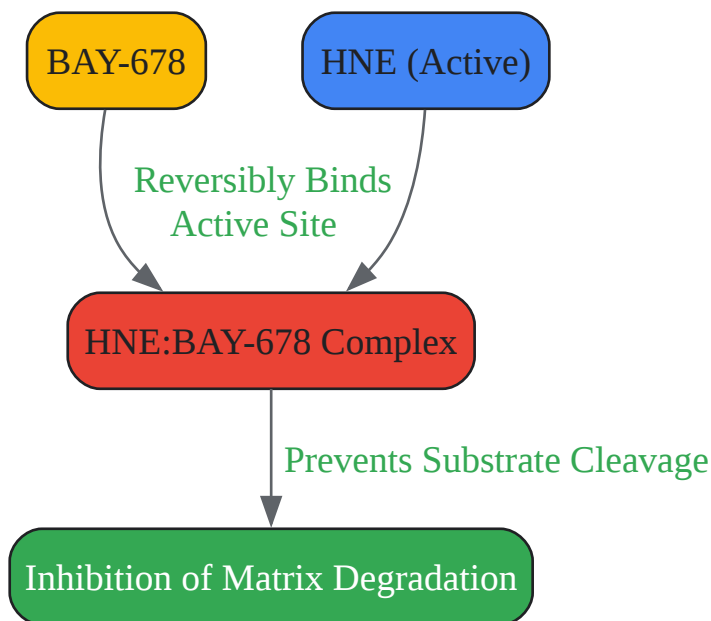 BAY-678
HNE (Active)
Reversibly Binds
Active Site
HNE:BAY-678 Complex
Prevents Substrate Cleavage
Inhibition of Matrix Degradation